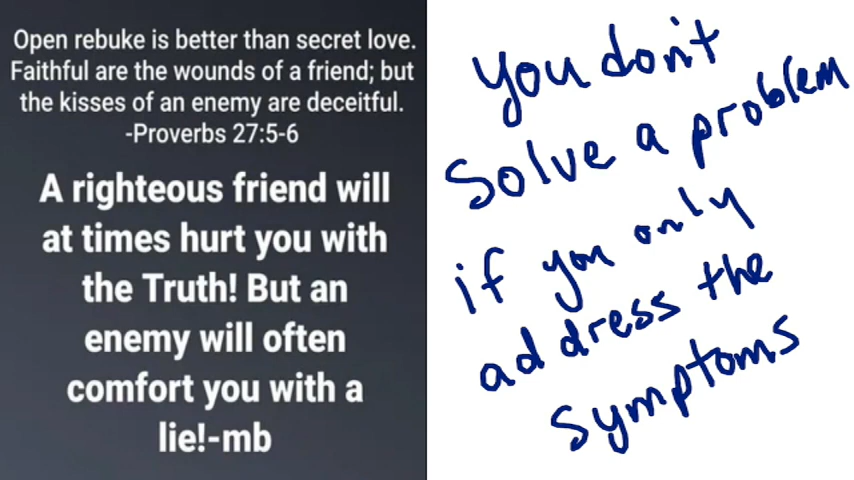 Open rebuke is better than secret love.
Faithful are the wounds of a friend; but
the kisses of an enemy are deceitful.
-Proverbs 27:5-6
A righteous friend will
at times hurt you with
the Truth! But an
enemy will often
comfort you with a
lie!-mb
you don't
solve a problem
if you only
address the
symptoms